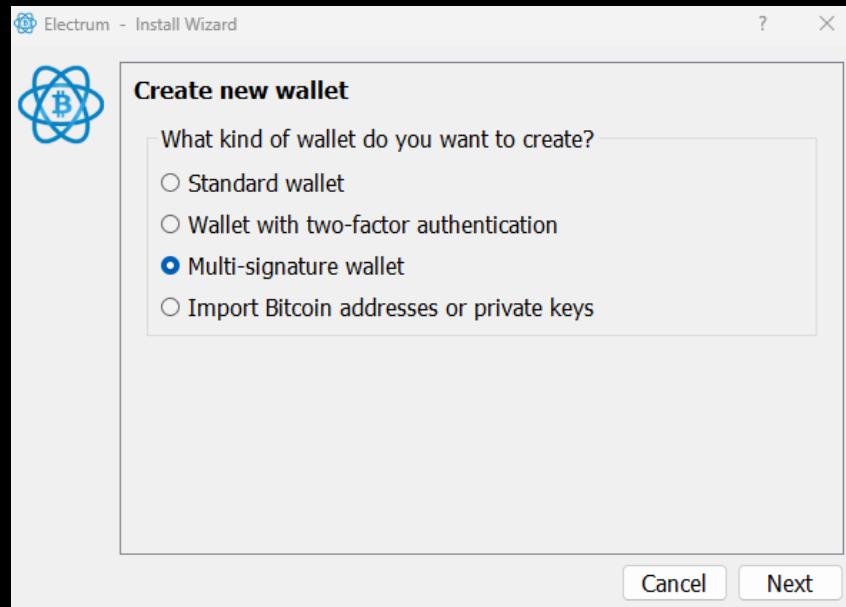 Electrum - Install Wizard
?
Create new wallet
What kind of wallet do you want to create?
Standard wallet
Wallet with two-factor authentication
Multi-signature wallet
Import Bitcoin addresses or private keys
Cancel Next